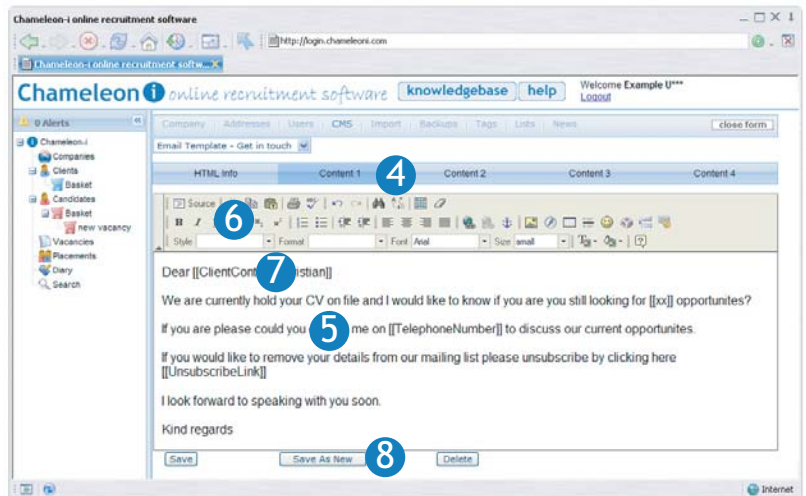 Chameleon-i online recruitment software
http://login.chameleoni.com
Chameleon-i online recruitment softw...
Chameleon i online recruitment software knowledgebase help Welcome Example U***
Logout
0 Alerts
Company Addresses Users CMS Import Backups Tags Lists News close form
Chameleon-i
Companies
Clients
Basket
Candidates
Basket
new vacancy
Vacancies
Placements
Diary
Search
Email Template - Get in touch
HTML Info Content 1 4 Content 2 Content 3 Content 4
Source
6
B I
Style Format Font Arial Size small
7
Dear [[ClientCont istian]]
We are currently hold your CV on file and I would like to know if you are you still looking for [[xx]] opportunites?
If you are please could you 5 me on [[TelephoneNumber]] to discuss our current opportunites.
If you would like to remove your details from our mailing list please unsubscribe by clicking here
[[UnsubscribeLink]]
I look forward to speaking with you soon.
Kind regards
Save Save As New 8 Delete
Internet